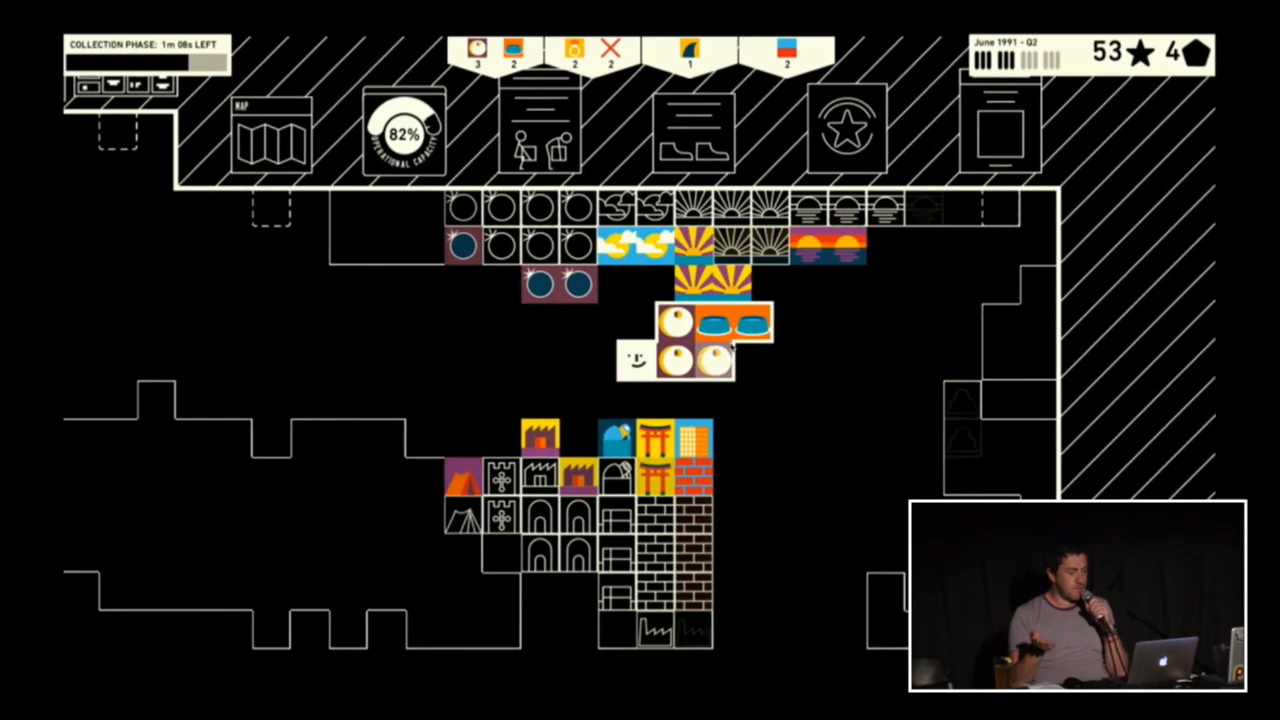 COLLECTION PHASE: 1m 08s LEFT
3 2 2 2 1 2
June 1991 - Q2
53 4
MAP
82%
OPERATIONAL CAPACITY